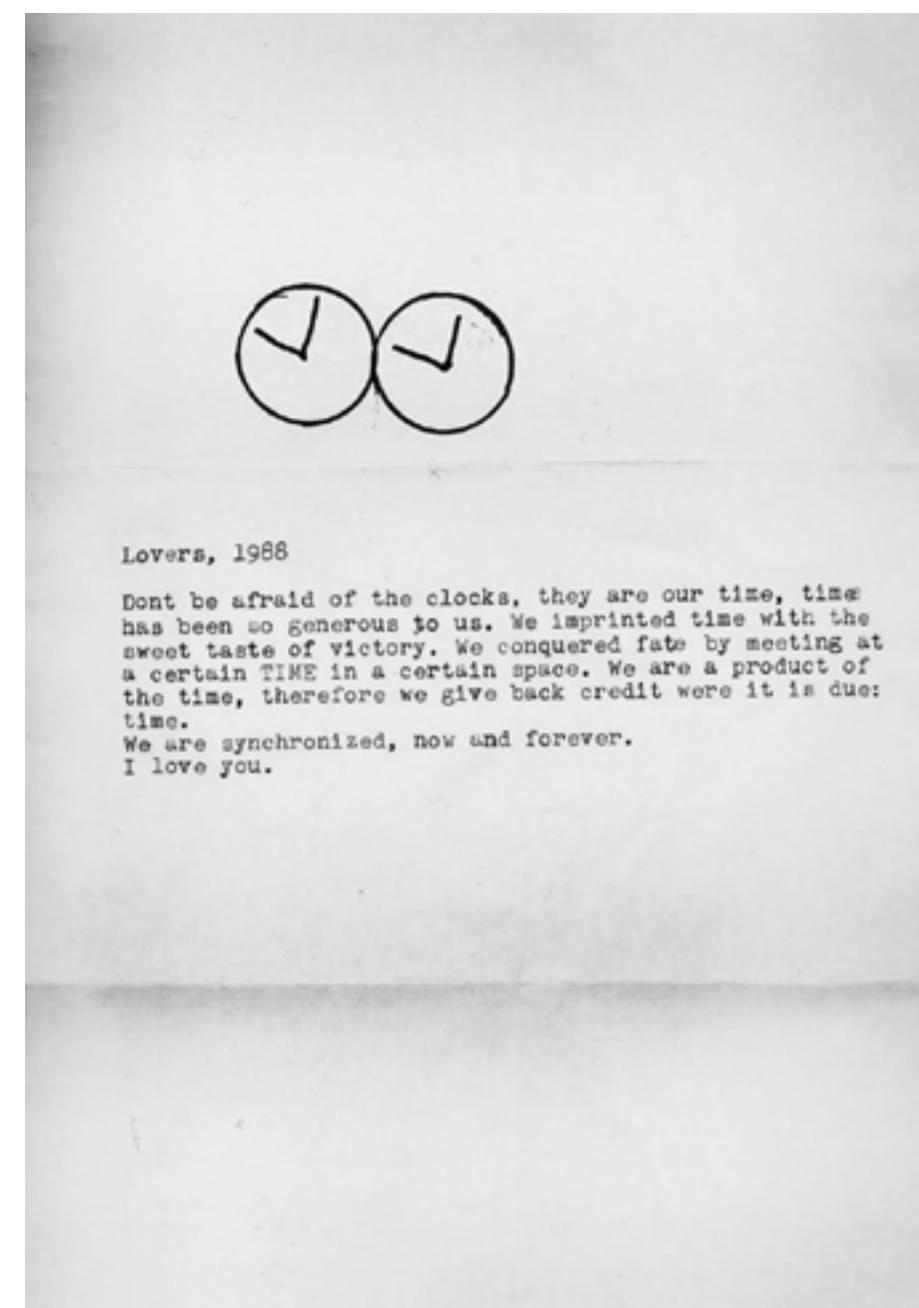 Lovers, 1988
Dont be afraid of the clocks, they are our time, time
has been so generous to us. We imprinted time with the
sweet taste of victory. We conquered fate by meeting at
a certain TIME in a certain space. We are a product of
the time, therefore we give back credit were it is due:
time.
We are synchronized, now and forever.
I love you.